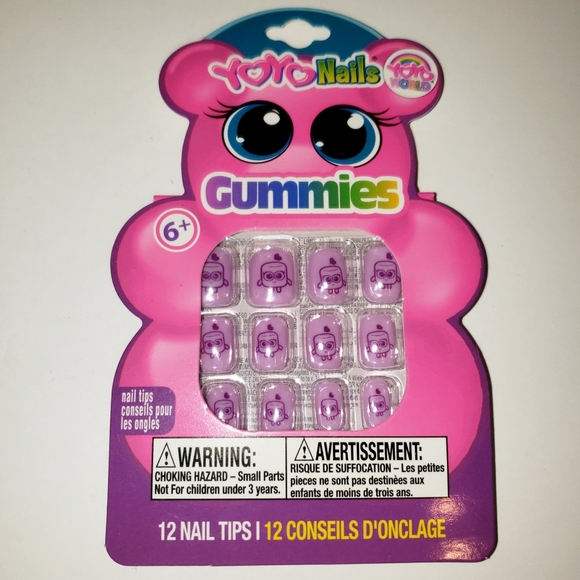 YOYO Nails
YOYO
WORLD
Gummies
6+
nail tips
conseils pour
les ongles
WARNING:
CHOKING HAZARD – Small Parts
Not For children under 3 years.
AVERTISSEMENT:
RISQUE DE SUFFOCATION – Les petites
pieces ne sont pas destinées aux
enfants de moins de trois ans.
12 NAIL TIPS | 12 CONSEILS D'ONCLAGE